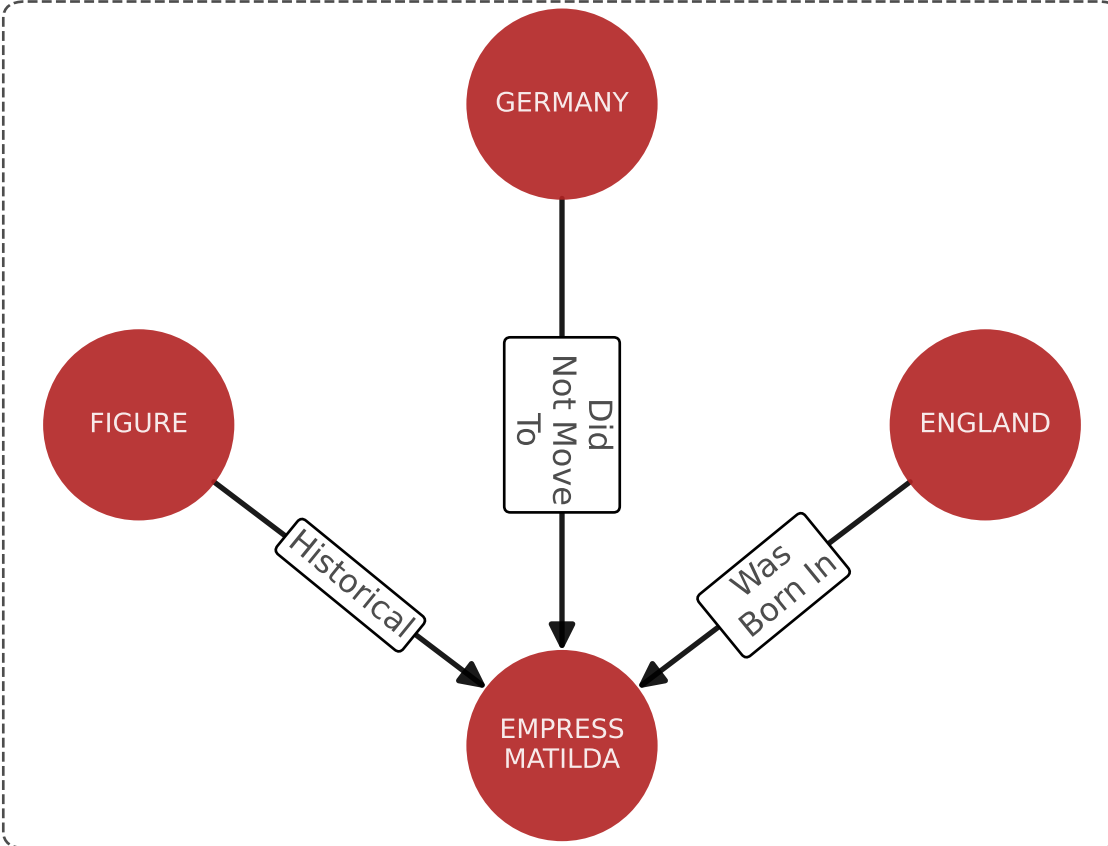 GERMANY
Did
Not Move
To
FIGURE
ENGLAND
Historical
Was
Born In
EMPRESS
MATILDA